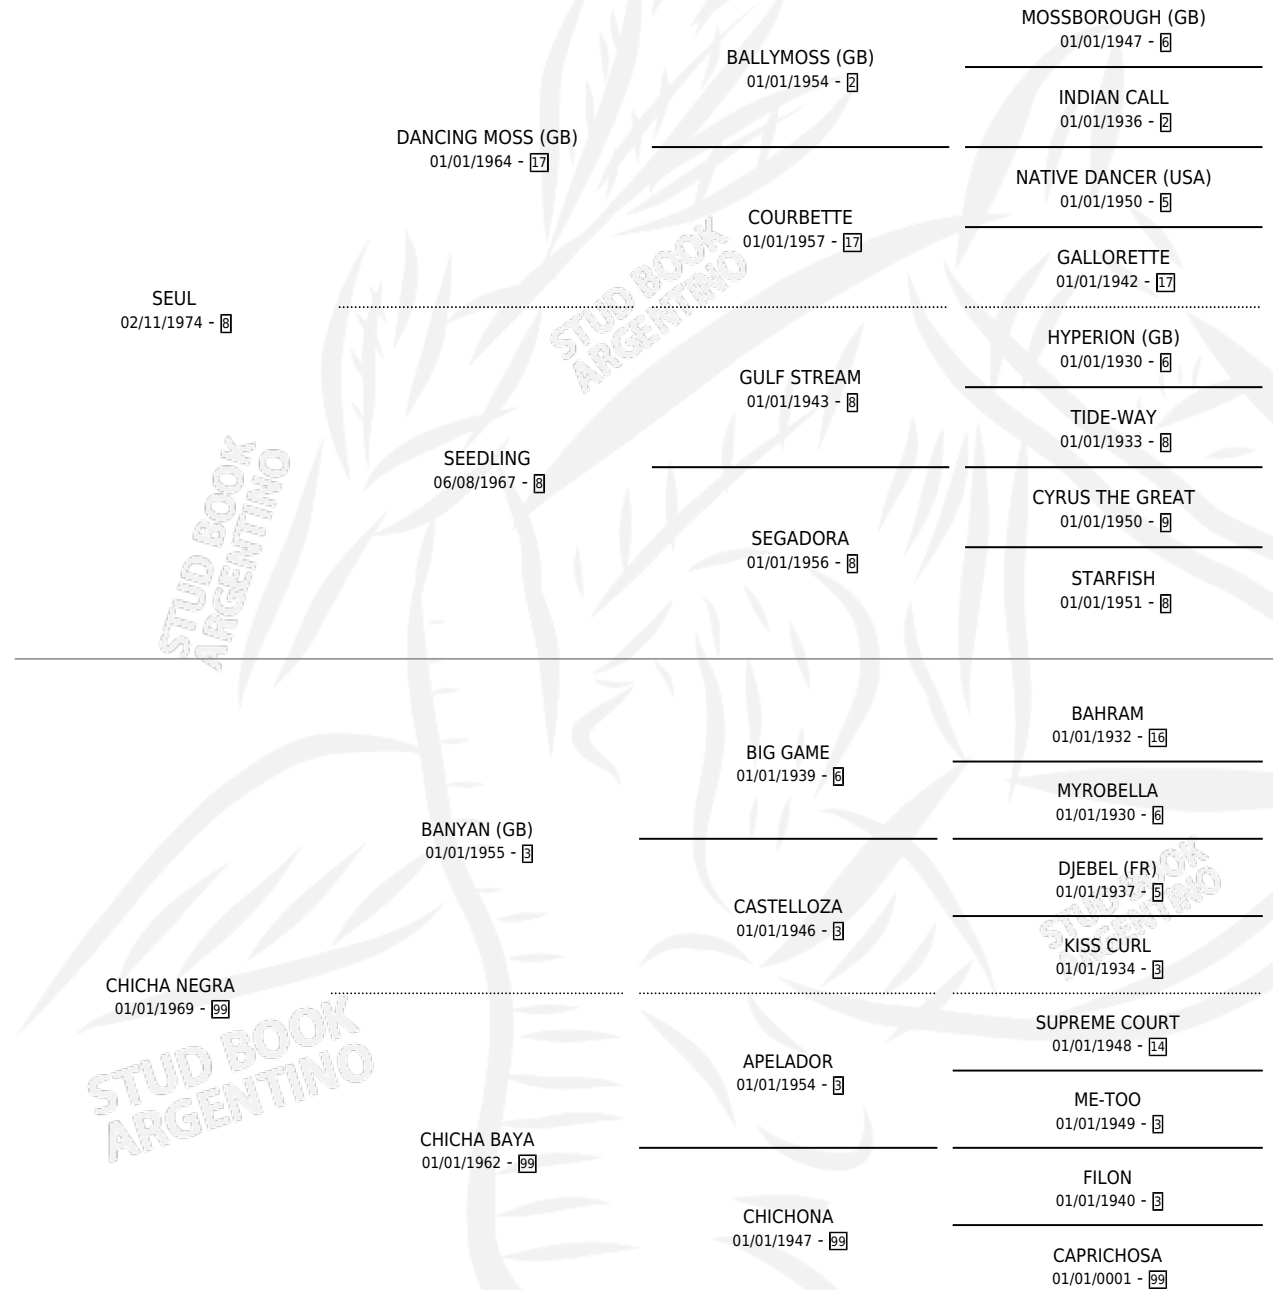 MOSSBOROUGH (GB)
01/01/1947 - 6
BALLYMOSS (GB)
01/01/1954 - 2
INDIAN CALL
01/01/1936 - 2
DANCING MOSS (GB)
01/01/1964 - 17
NATIVE DANCER (USA)
01/01/1950 - 5
COURBETTE
01/01/1957 - 17
GALLORETTE
01/01/1942 - 17
SEUL
02/11/1974 - 8
STUD BOOK
ARGENTINO
HYPERION (GB)
01/01/1930 - 6
GULF STREAM
01/01/1943 - 8
TIDE-WAY
01/01/1933 - 8
SEEDLING
06/08/1967 - 8
CYRUS THE GREAT
01/01/1950 - 9
SEGADORA
01/01/1956 - 8
STARFISH
01/01/1951 - 8
STUD BOOK
ARGENTINO
BAHRAM
01/01/1932 - 16
BIG GAME
01/01/1939 - 6
MYROBELLA
01/01/1930 - 6
BANYAN (GB)
01/01/1955 - 3
DJEBEL (FR)
01/01/1937 - 5
CASTELLOZA
01/01/1946 - 3
STUD BOOK
ARGENTINO
KISS CURL
01/01/1934 - 3
CHICHA NEGRA
01/01/1969 - 99
SUPREME COURT
01/01/1948 - 14
APELADOR
01/01/1954 - 3
STUD BOOK
ARGENTINO
ME-TOO
01/01/1949 - 3
CHICHA BAYA
01/01/1962 - 99
FILON
01/01/1940 - 3
CHICHONA
01/01/1947 - 99
CAPRICHOSA
01/01/0001 - 99